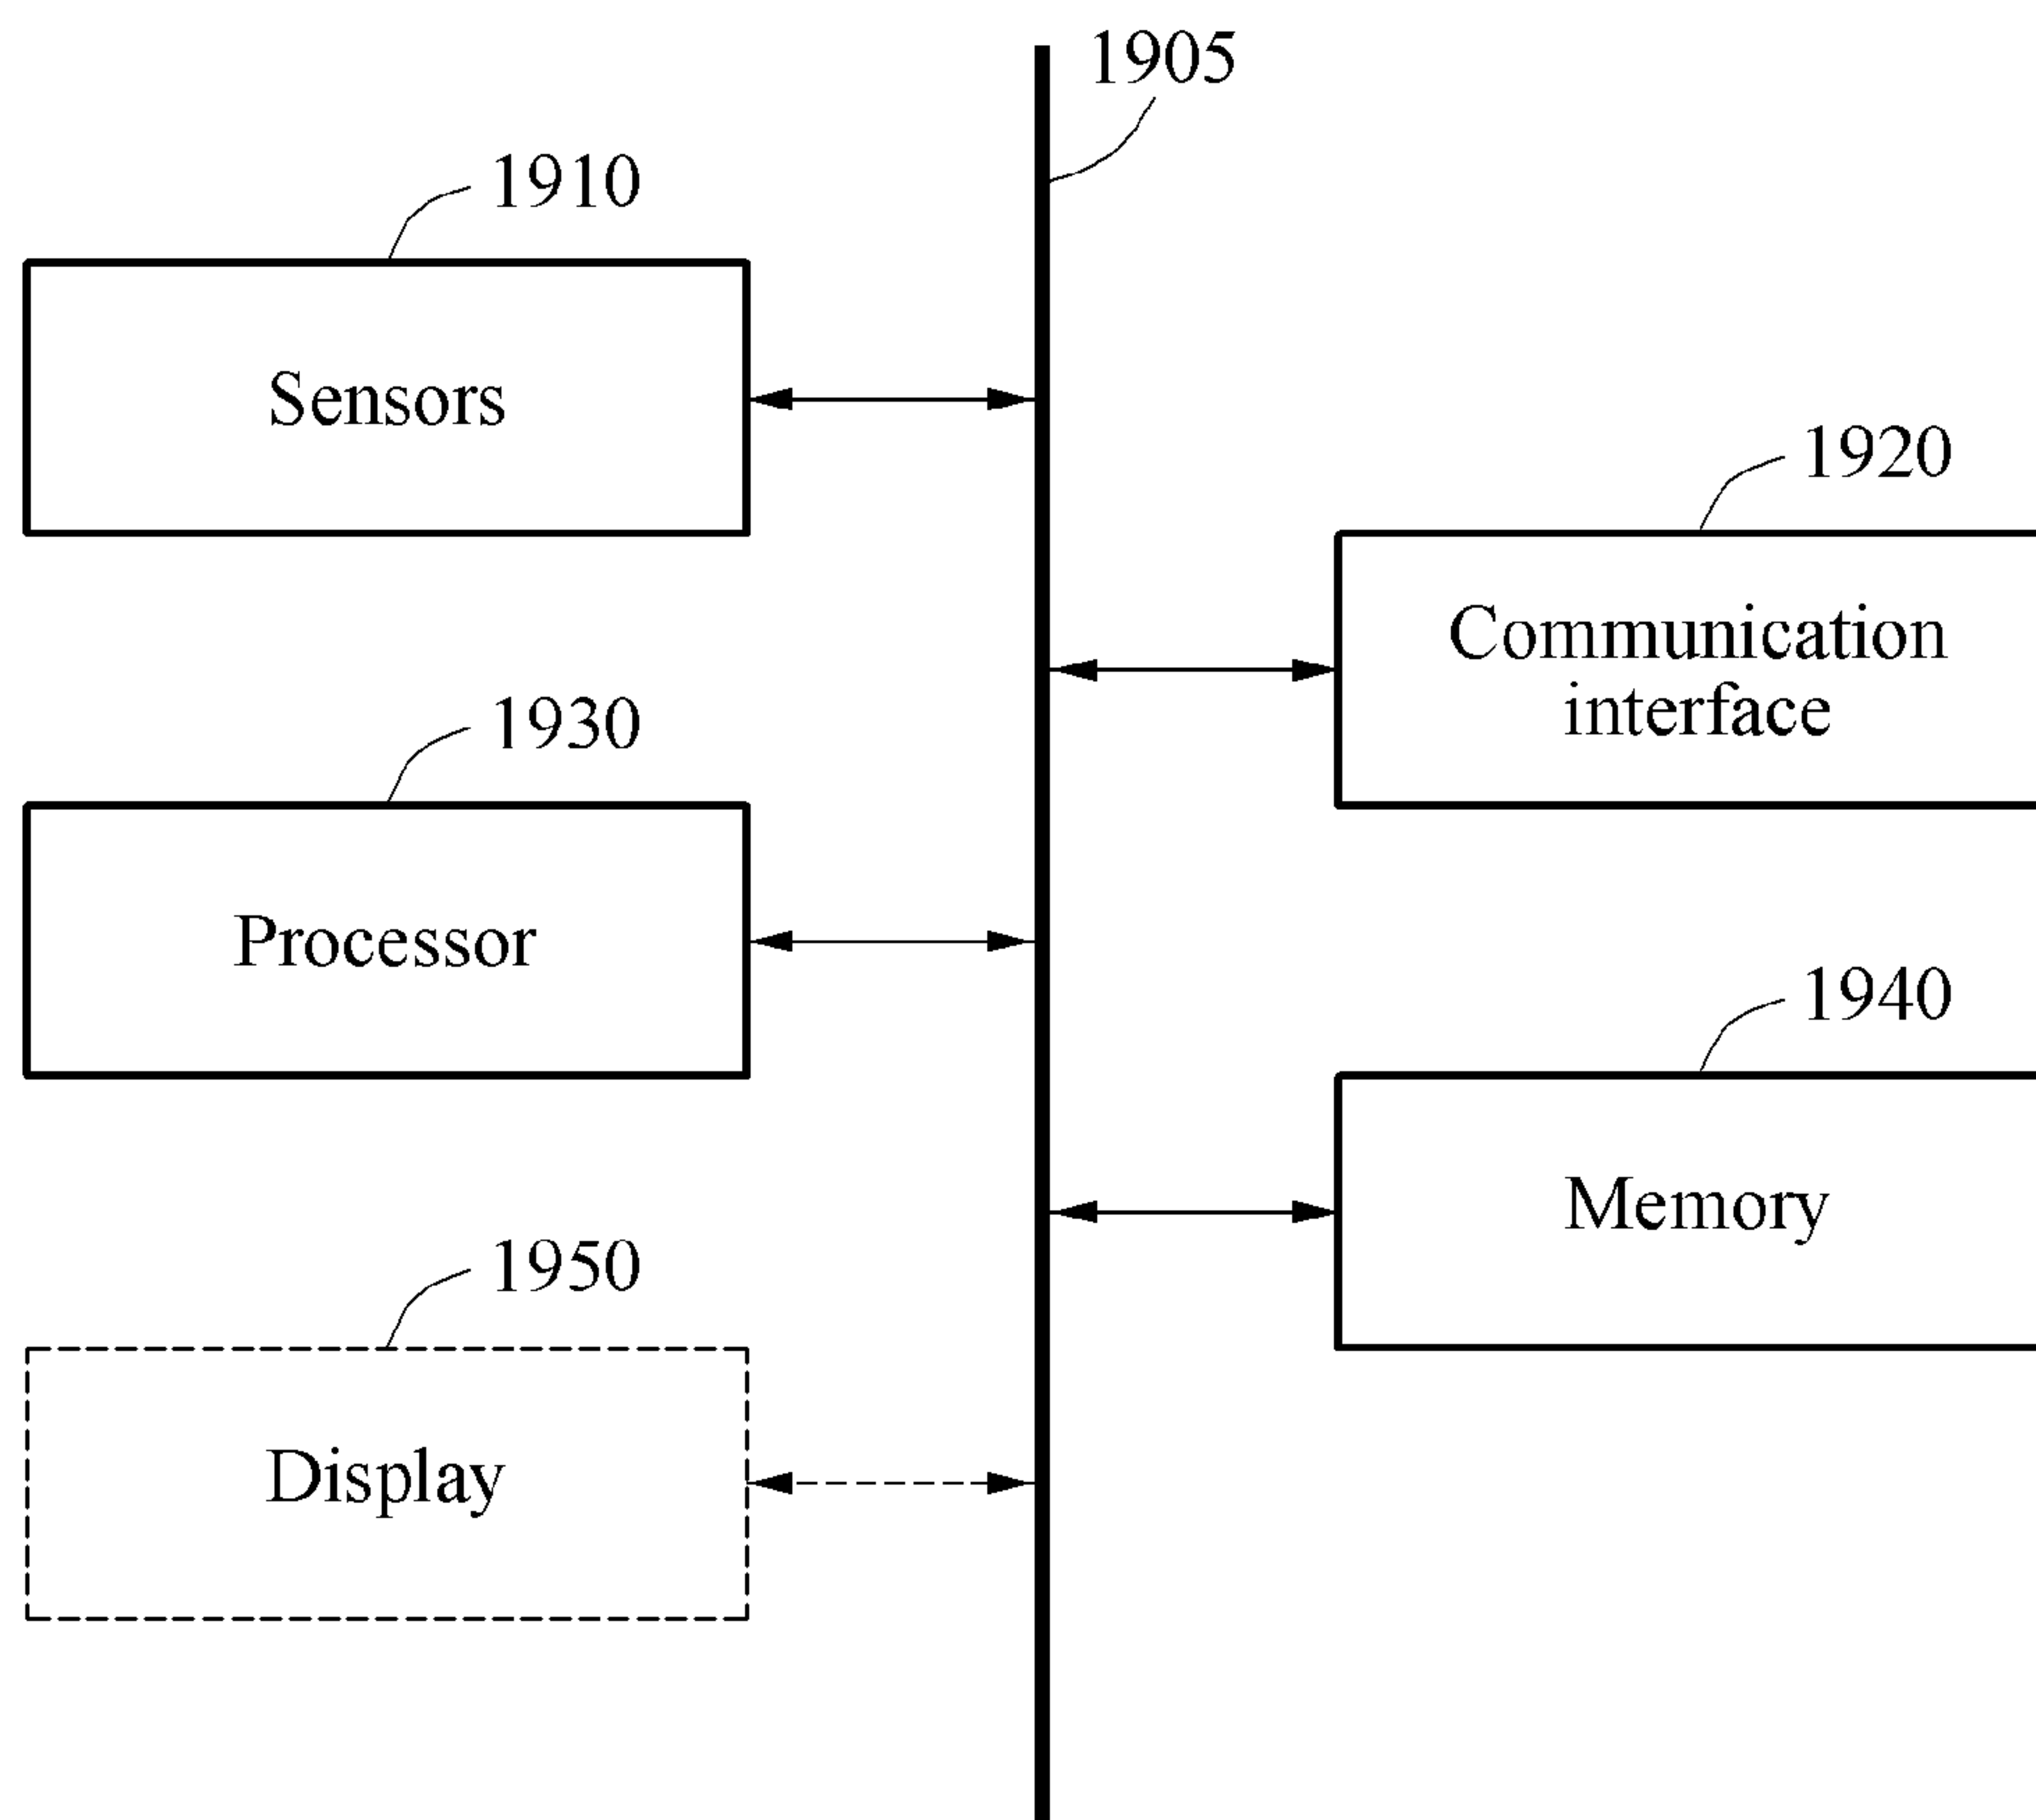 1905
1910
Sensors
1920
Communication
interface
1930
Processor
1940
Memory
1950
Display